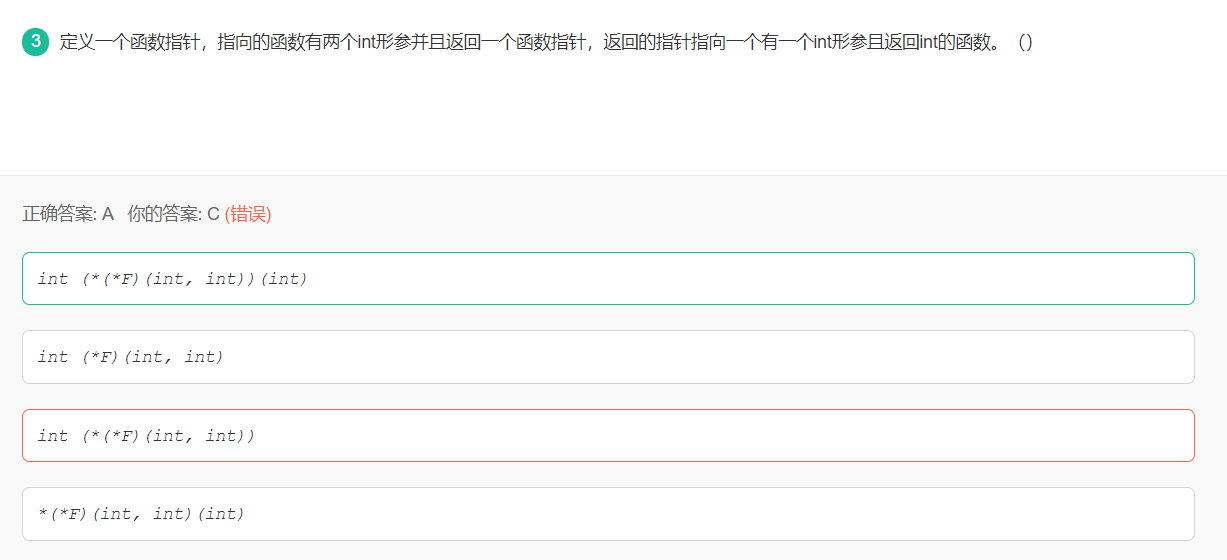 3 定义一个函数指针，指向的函数有两个int形参并且返回一个函数指针，返回的指针指向一个有一个int形参且返回int的函数。（）
正确答案: A 你的答案: C (错误)
int (*(*F)(int, int))(int)
int (*F)(int, int)
int (*(*F)(int, int))
*(*F)(int, int)(int)